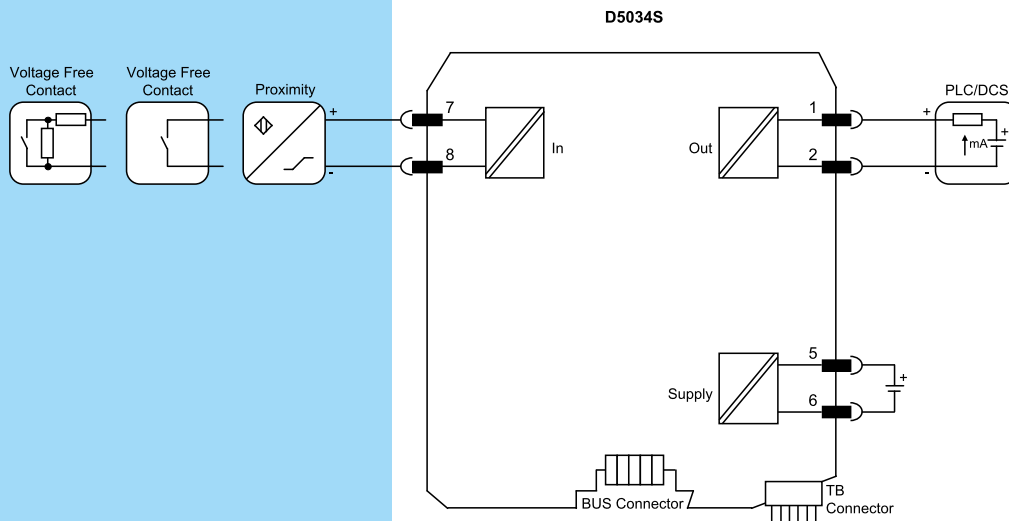 D5034S
Voltage Free
Contact
Voltage Free
Contact
Proximity
+
-
7
8
In
Out
1
2
+
-
PLC/DCS
mA
+
Supply
5
6
+
BUS Connector
TB
Connector